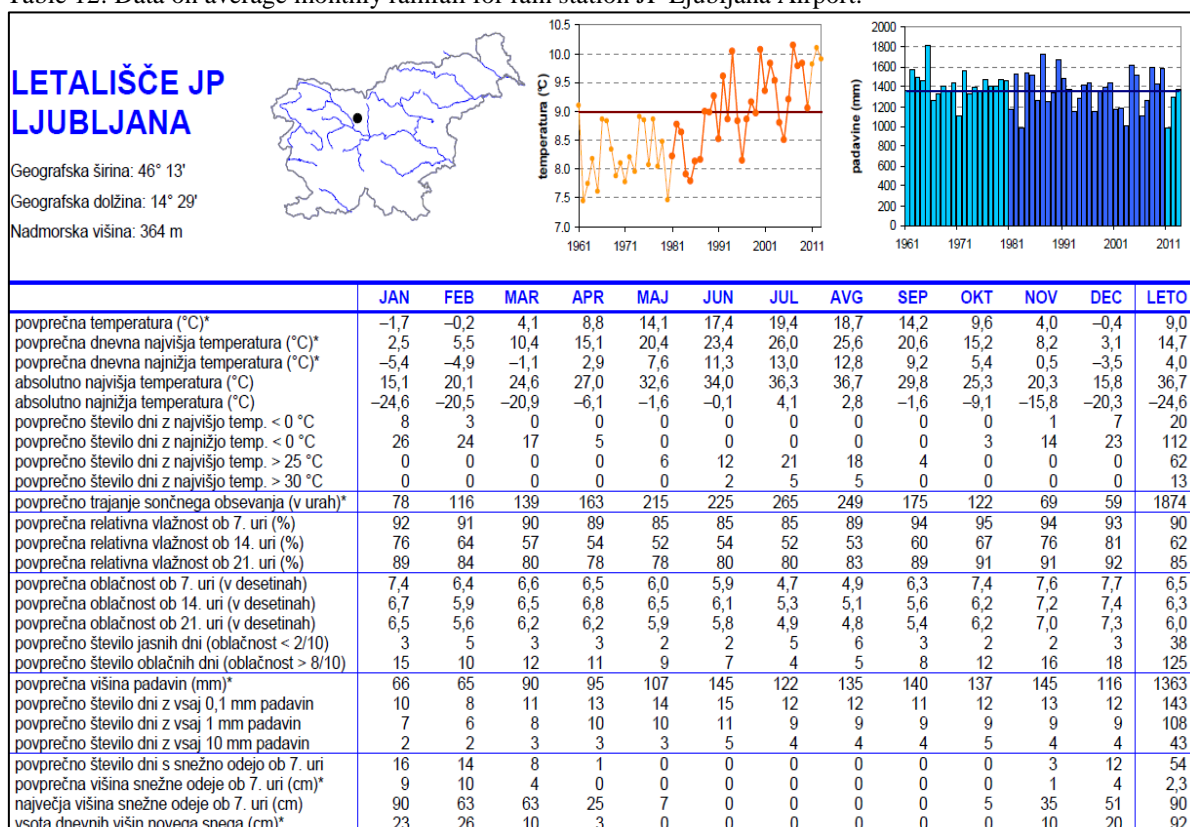 Table 12: Data on average monthly rainfall for rain station JP Ljubljana Airport.
LETALIŠČE JP
LJUBLJANA
Geografska širina: 46° 13'
Geografska dolžina: 14° 29'
Nadmorska višina: 364 m
temperatura (°C)
10.5
10.0
9.5
9.0
8.5
8.0
7.5
7.0
1961 1971 1981 1991 2001 2011
padavine (mm)
2000
1800
1600
1400
1200
1000
800
600
400
200
0
1961 1971 1981 1991 2001 2011
JAN FEB MAR APR MAJ JUN JUL AVG SEP OKT NOV DEC LETO
povprečna temperatura (°C)* –1,7 –0,2 4,1 8,8 14,1 17,4 19,4 18,7 14,2 9,6 4,0 –0,4 9,0
povprečna dnevna najvišja temperatura (°C)* 2,5 5,5 10,4 15,1 20,4 23,4 26,0 25,6 20,6 15,2 8,2 3,1 14,7
povprečna dnevna najnižja temperatura (°C)* –5,4 –4,9 –1,1 2,9 7,6 11,3 13,0 12,8 9,2 5,4 0,5 –3,5 4,0
absolutno najvišja temperatura (°C) 15,1 20,1 24,6 27,0 32,6 34,0 36,3 36,7 29,8 25,3 20,3 15,8 36,7
absolutno najnižja temperatura (°C) –24,6 –20,5 –20,9 –6,1 –1,6 –0,1 4,1 2,8 –1,6 –9,1 –15,8 –20,3 –24,6
povprečno število dni z najvišjo temp. < 0 °C 8 3 0 0 0 0 0 0 0 0 1 7 20
povprečno število dni z najnižjo temp. < 0 °C 26 24 17 5 0 0 0 0 0 3 14 23 112
povprečno število dni z najvišjo temp. > 25 °C 0 0 0 0 6 12 21 18 4 0 0 0 62
povprečno število dni z najvišjo temp. > 30 °C 0 0 0 0 0 2 5 5 0 0 0 0 13
povprečno trajanje sončnega obsevanja (v urah)* 78 116 139 163 215 225 265 249 175 122 69 59 1874
povprečna relativna vlažnost ob 7. uri (%) 92 91 90 89 85 85 85 89 94 95 94 93 90
povprečna relativna vlažnost ob 14. uri (%) 76 64 57 54 52 54 52 53 60 67 76 81 62
povprečna relativna vlažnost ob 21. uri (%) 89 84 80 78 78 80 80 83 89 91 91 92 85
povprečna oblačnost ob 7. uri (v desetinah) 7,4 6,4 6,6 6,5 6,0 5,9 4,7 4,9 6,3 7,4 7,6 7,7 6,5
povprečna oblačnost ob 14. uri (v desetinah) 6,7 5,9 6,5 6,8 6,5 6,1 5,3 5,1 5,6 6,2 7,2 7,4 6,3
povprečna oblačnost ob 21. uri (v desetinah) 6,5 5,6 6,2 6,2 5,9 5,8 4,9 4,8 5,4 6,2 7,0 7,3 6,0
povprečno število jasnih dni (oblačnost < 2/10) 3 5 3 3 2 2 5 6 3 2 2 3 38
povprečno število oblačnih dni (oblačnost > 8/10) 15 10 12 11 9 7 4 5 8 12 16 18 125
povprečna višina padavin (mm)* 66 65 90 95 107 145 122 135 140 137 145 116 1363
povprečno število dni z vsaj 0,1 mm padavin 10 8 11 13 14 15 12 12 11 12 13 12 143
povprečno število dni z vsaj 1 mm padavin 7 6 8 10 10 11 9 9 9 9 9 9 108
povprečno število dni z vsaj 10 mm padavin 2 2 3 3 3 5 4 4 4 5 4 4 43
povprečno število dni s snežno odejo ob 7. uri 16 14 8 1 0 0 0 0 0 0 3 12 54
povprečna višina snežne odeje ob 7. uri (cm)* 9 10 4 0 0 0 0 0 0 0 1 4 2,3
največja višina snežne odeje ob 7. uri (cm) 90 63 63 25 7 0 0 0 0 5 35 51 90
vsota dnevnih višin novega snega (cm)* 23 26 10 3 0 0 0 0 0 0 10 20 92